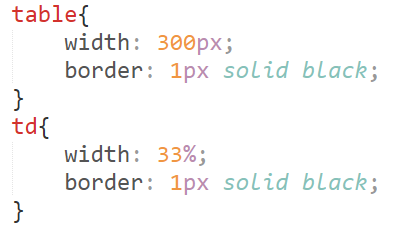 table{
    width: 300px;
    border: 1px solid black;
}
td{
    width: 33%;
    border: 1px solid black;
}